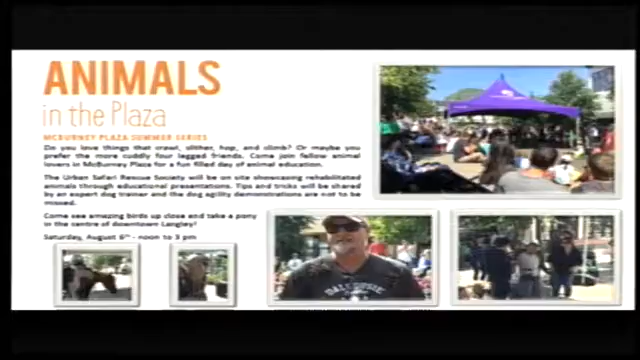 ANIMALS
in the Plaza
MCBURNEY PLAZA SUMMER SERIES
Do you love things that crawl, slither, hop, and climb? Or maybe you
prefer the more cuddly four legged friends. Come join fellow animal
lovers in McBurney Plaza for a fun filled day of animal education.
The Urban Safari Rescue Society will be on site showcasing rehabilitated
animals through educational presentations. Tips and tricks will be shared
by an expert dog trainer and the dog agility demonstrations are not to be
missed.
Come see amazing birds up close and take a pony
in the centre of downtown Langley!
Saturday, August 6th - noon to 3 pm